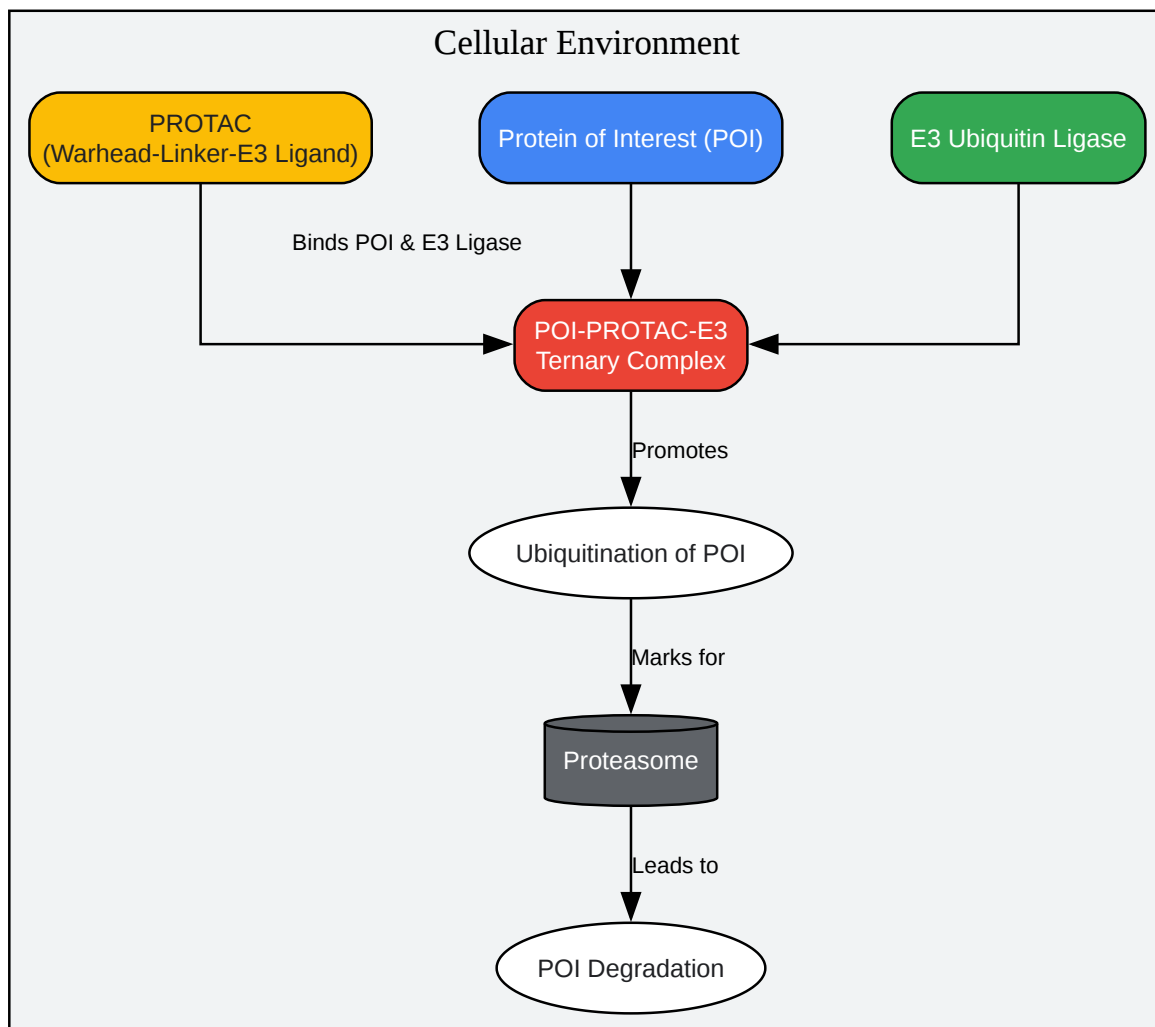 Cellular Environment
PROTAC
(Warhead-Linker-E3 Ligand)
Protein of Interest (POI)
E3 Ubiquitin Ligase
Binds POI & E3 Ligase
POI-PROTAC-E3
Ternary Complex
Promotes
Ubiquitination of POI
Marks for
Proteasome
Leads to
POI Degradation